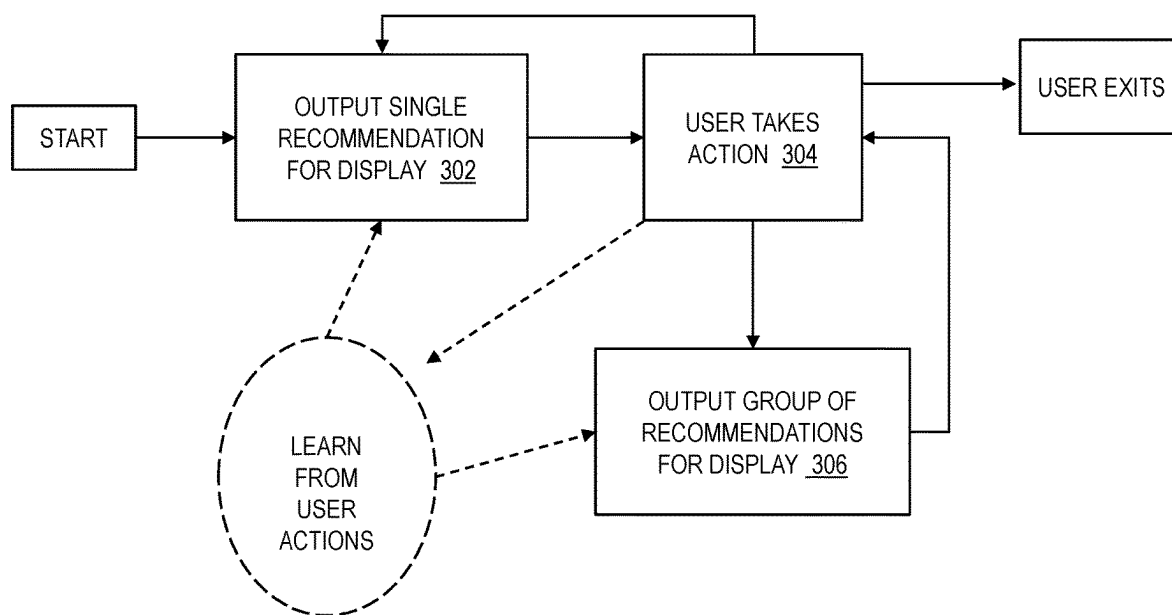 START
OUTPUT SINGLE
RECOMMENDATION
FOR DISPLAY 302
USER TAKES
ACTION 304
USER EXITS
LEARN
FROM
USER
ACTIONS
OUTPUT GROUP OF
RECOMMENDATIONS
FOR DISPLAY 306